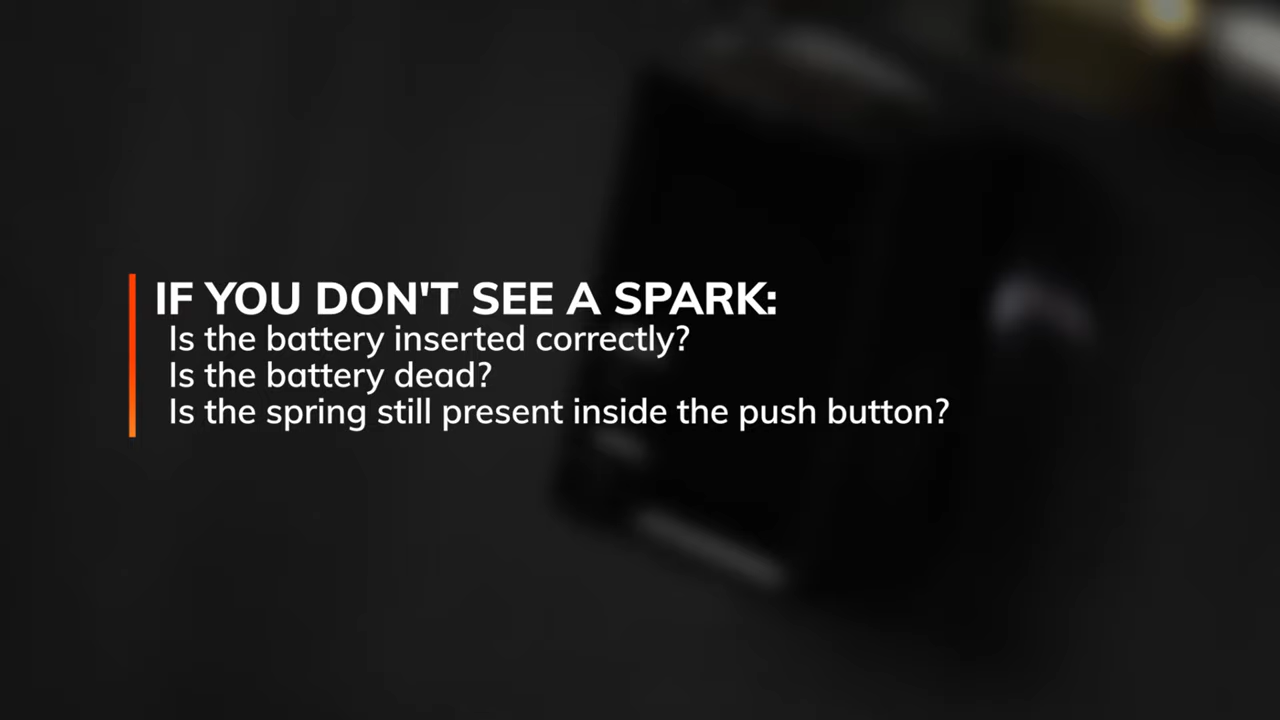 IF YOU DON'T SEE A SPARK:
Is the battery inserted correctly?
Is the battery dead?
Is the spring still present inside the push button?